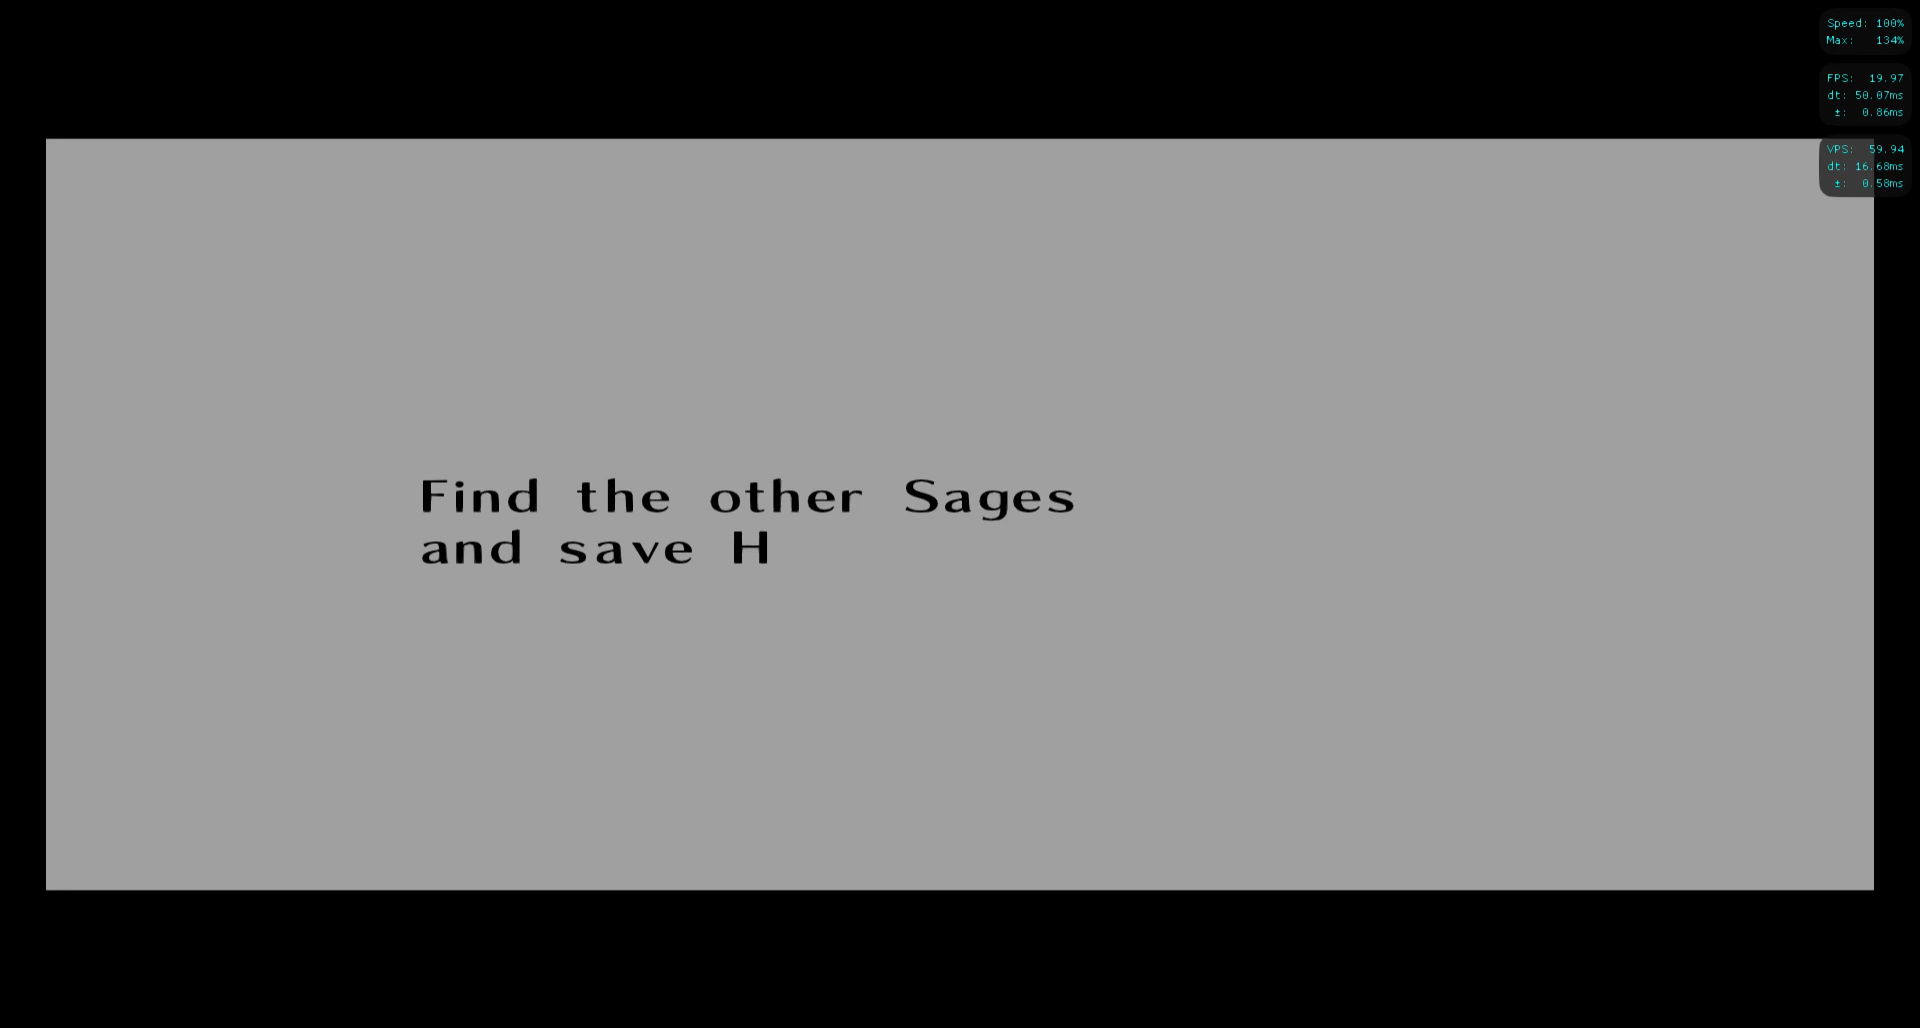 Speed: 100%
Max: 134%
FPS: 19.97
dt: 50.07ms
±: 0.86ms
VPS: 59.94
dt: 16.68ms
±: 0.58ms
Find the other Sages
and save H